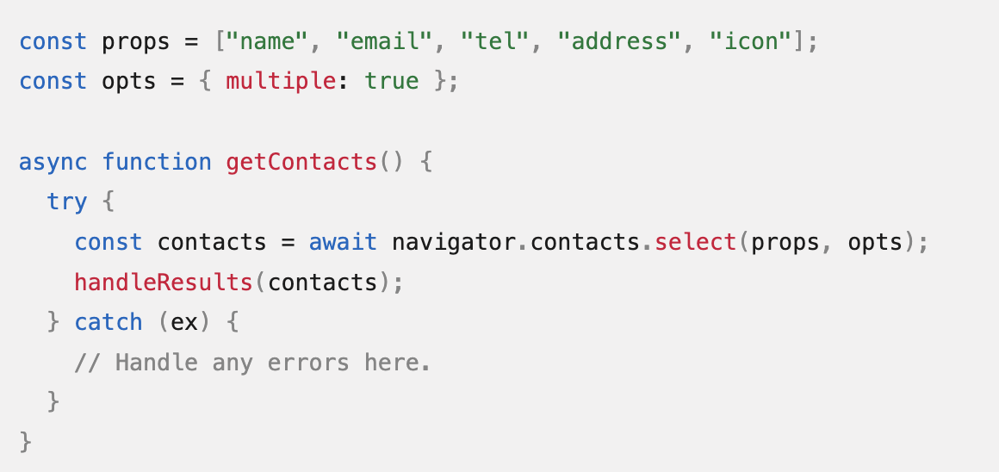 const props = ["name", "email", "tel", "address", "icon"];
const opts = { multiple: true };

async function getContacts() {
  try {
    const contacts = await navigator.contacts.select(props, opts);
    handleResults(contacts);
  } catch (ex) {
    // Handle any errors here.
  }
}